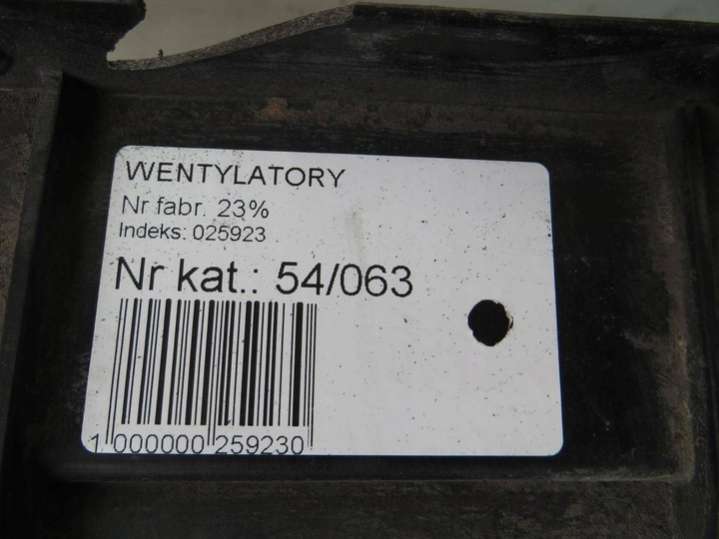 WENTYLATORY
Nr fabr. 23%
Indeks: 025923
Nr kat.: 54/063
1 000000 259230